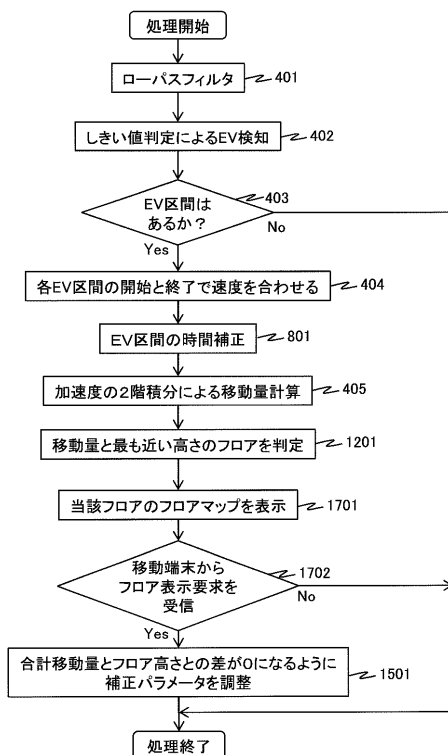 処理開始
ローパスフィルタ 401
しきい値判定によるEV検知 402
EV区間は
あるか？
403
No
Yes
各EV区間の開始と終了で速度を合わせる 404
EV区間の時間補正 801
加速度の2階積分による移動量計算 405
移動量と最も近い高さのフロアを判定 1201
当該フロアのフロアマップを表示 1701
移動端末から
フロア表示要求を
受信
1702
No
Yes
合計移動量とフロア高さとの差が0になるように
補正パラメータを調整
1501
処理終了